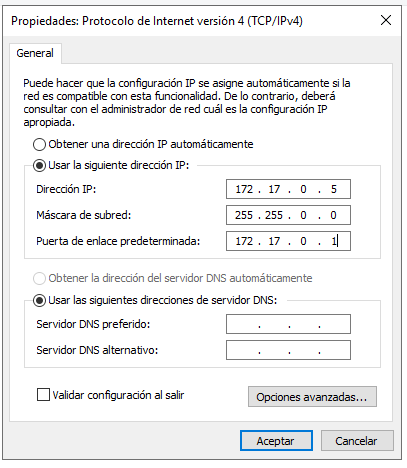 Propiedades: Protocolo de Internet versión 4 (TCP/IPv4)
General
Puede hacer que la configuración IP se asigne automáticamente si la
red es compatible con esta funcionalidad. De lo contrario, deberá
consultar con el administrador de red cuál es la configuración IP
apropiada.
Obtener una dirección IP automáticamente
Usar la siguiente dirección IP:
Dirección IP: 172 . 17 . 0 . 5
Máscara de subred: 255 . 255 . 0 . 0
Puerta de enlace predeterminada: 172 . 17 . 0 . 1
Obtener la dirección del servidor DNS automáticamente
Usar las siguientes direcciones de servidor DNS:
Servidor DNS preferido: . . .
Servidor DNS alternativo: . . .
Validar configuración al salir
Opciones avanzadas...
Aceptar Cancelar